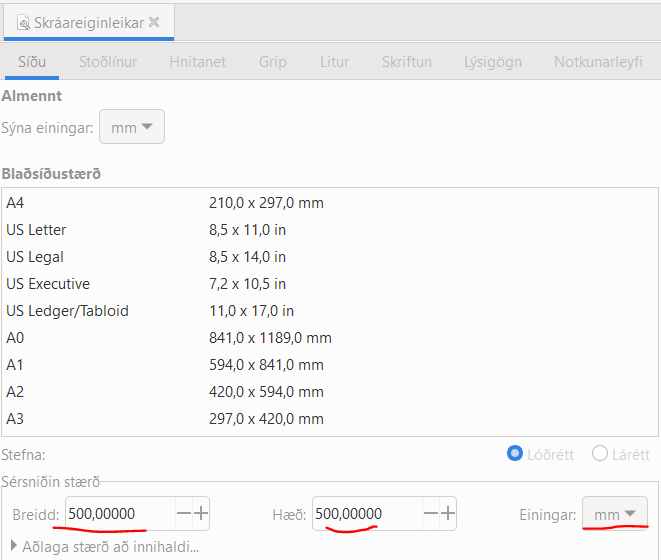 Skráareiginleikar
Síðu Stoðlínur Hnitanet Grip Litur Skriftun Lýsigögn Notkunarleyfi
Almennt
Sýna einingar: mm
Blaðsíðustærð
A4 210,0 x 297,0 mm
US Letter 8,5 x 11,0 in
US Legal 8,5 x 14,0 in
US Executive 7,2 x 10,5 in
US Ledger/Tabloid 11,0 x 17,0 in
A0 841,0 x 1189,0 mm
A1 594,0 x 841,0 mm
A2 420,0 x 594,0 mm
A3 297,0 x 420,0 mm
Stefna: Lóðrétt Lárétt
Sérsniðin stærð
Breidd: 500,00000 Hæð: 500,00000 Einingar: mm
Aðlaga stærð að innihaldi...